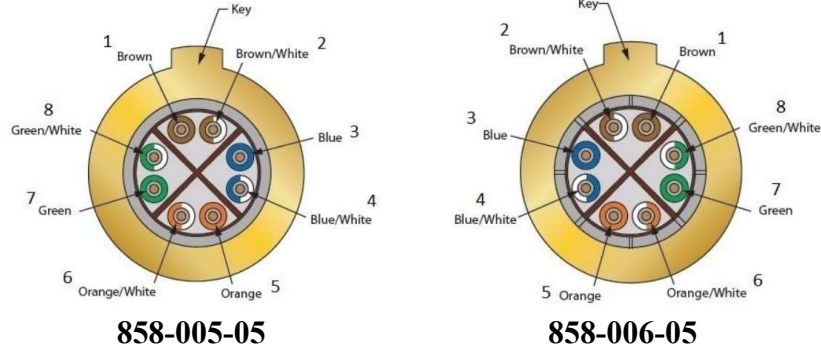 Key
1
Brown
Brown/White
2
8
Green/White
Blue 3
7
Green
4
Blue/White
6
Orange/White
Orange 5
858-005-05
Key
2
Brown/White
Brown
1
3
Blue
8
Green/White
4
Blue/White
7
Green
5 Orange
Orange/White
6
858-006-05